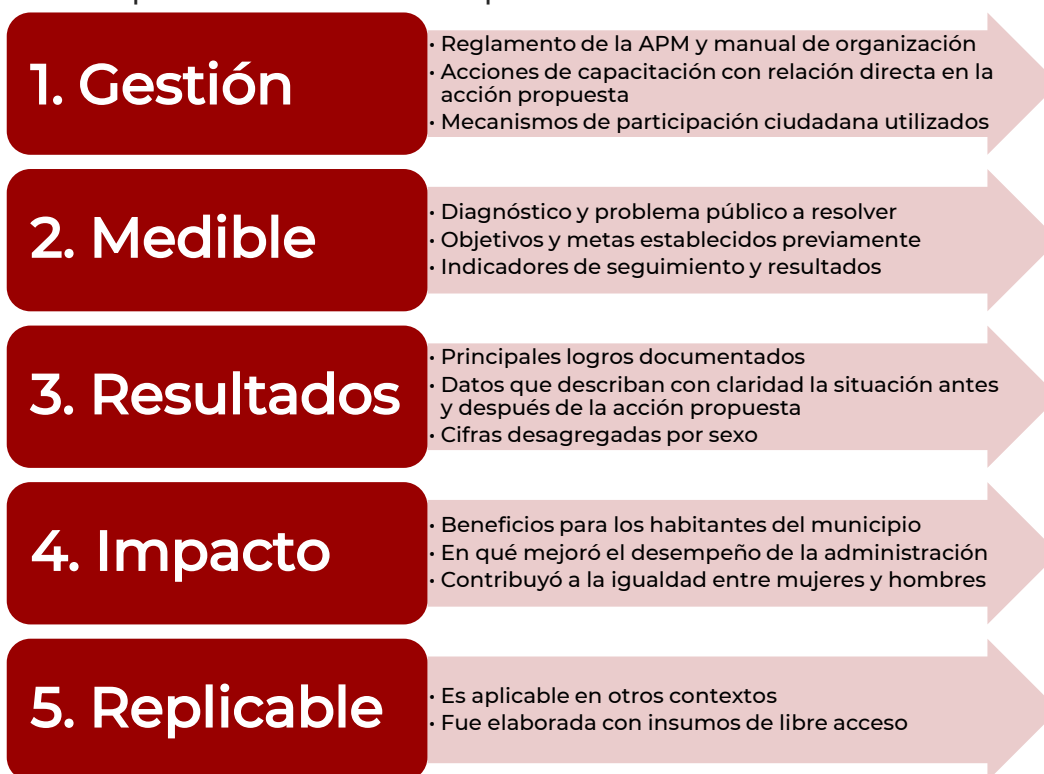 1. Gestión
• Reglamento de la APM y manual de organización
• Acciones de capacitación con relación directa en la
acción propuesta
• Mecanismos de participación ciudadana utilizados
2. Medible
• Diagnóstico y problema público a resolver
• Objetivos y metas establecidos previamente
• Indicadores de seguimiento y resultados
3. Resultados
• Principales logros documentados
• Datos que describan con claridad la situación antes
y después de la acción propuesta
• Cifras desagregadas por sexo
4. Impacto
• Beneficios para los habitantes del municipio
• En qué mejoró el desempeño de la administración
• Contribuyó a la igualdad entre mujeres y hombres
5. Replicable
• Es aplicable en otros contextos
• Fue elaborada con insumos de libre acceso